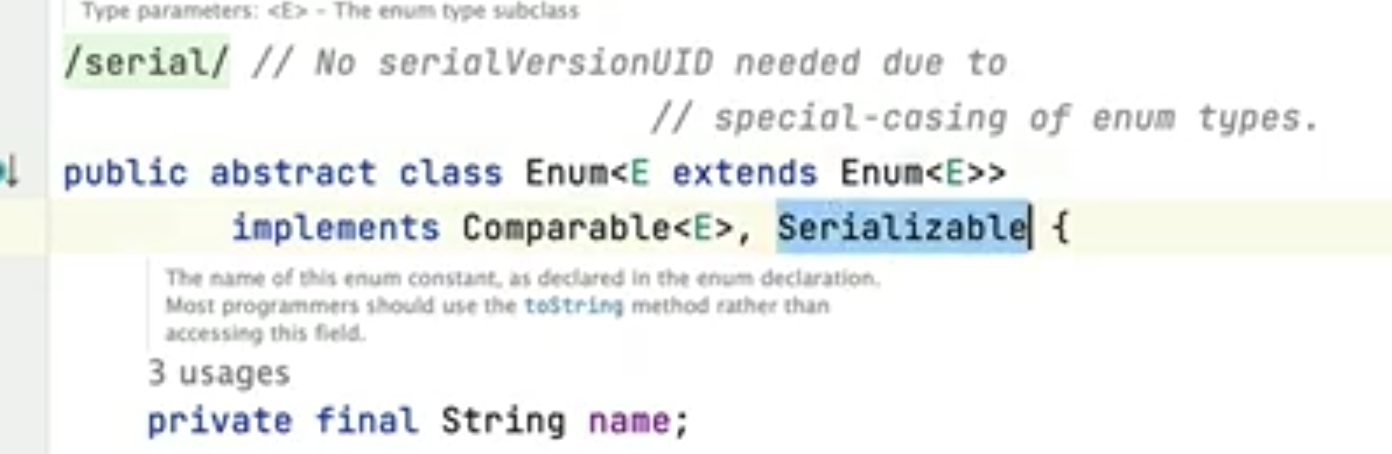 Type parameters: <E> – The enum type subclass
/serial/ // No serialVersionUID needed due to
// special-casing of enum types.
public abstract class Enum<E extends Enum<E>>
implements Comparable<E>, Serializable {
The name of this enum constant, as declared in the enum declaration.
Most programmers should use the toString method rather than
accessing this field.
3 usages
private final String name;